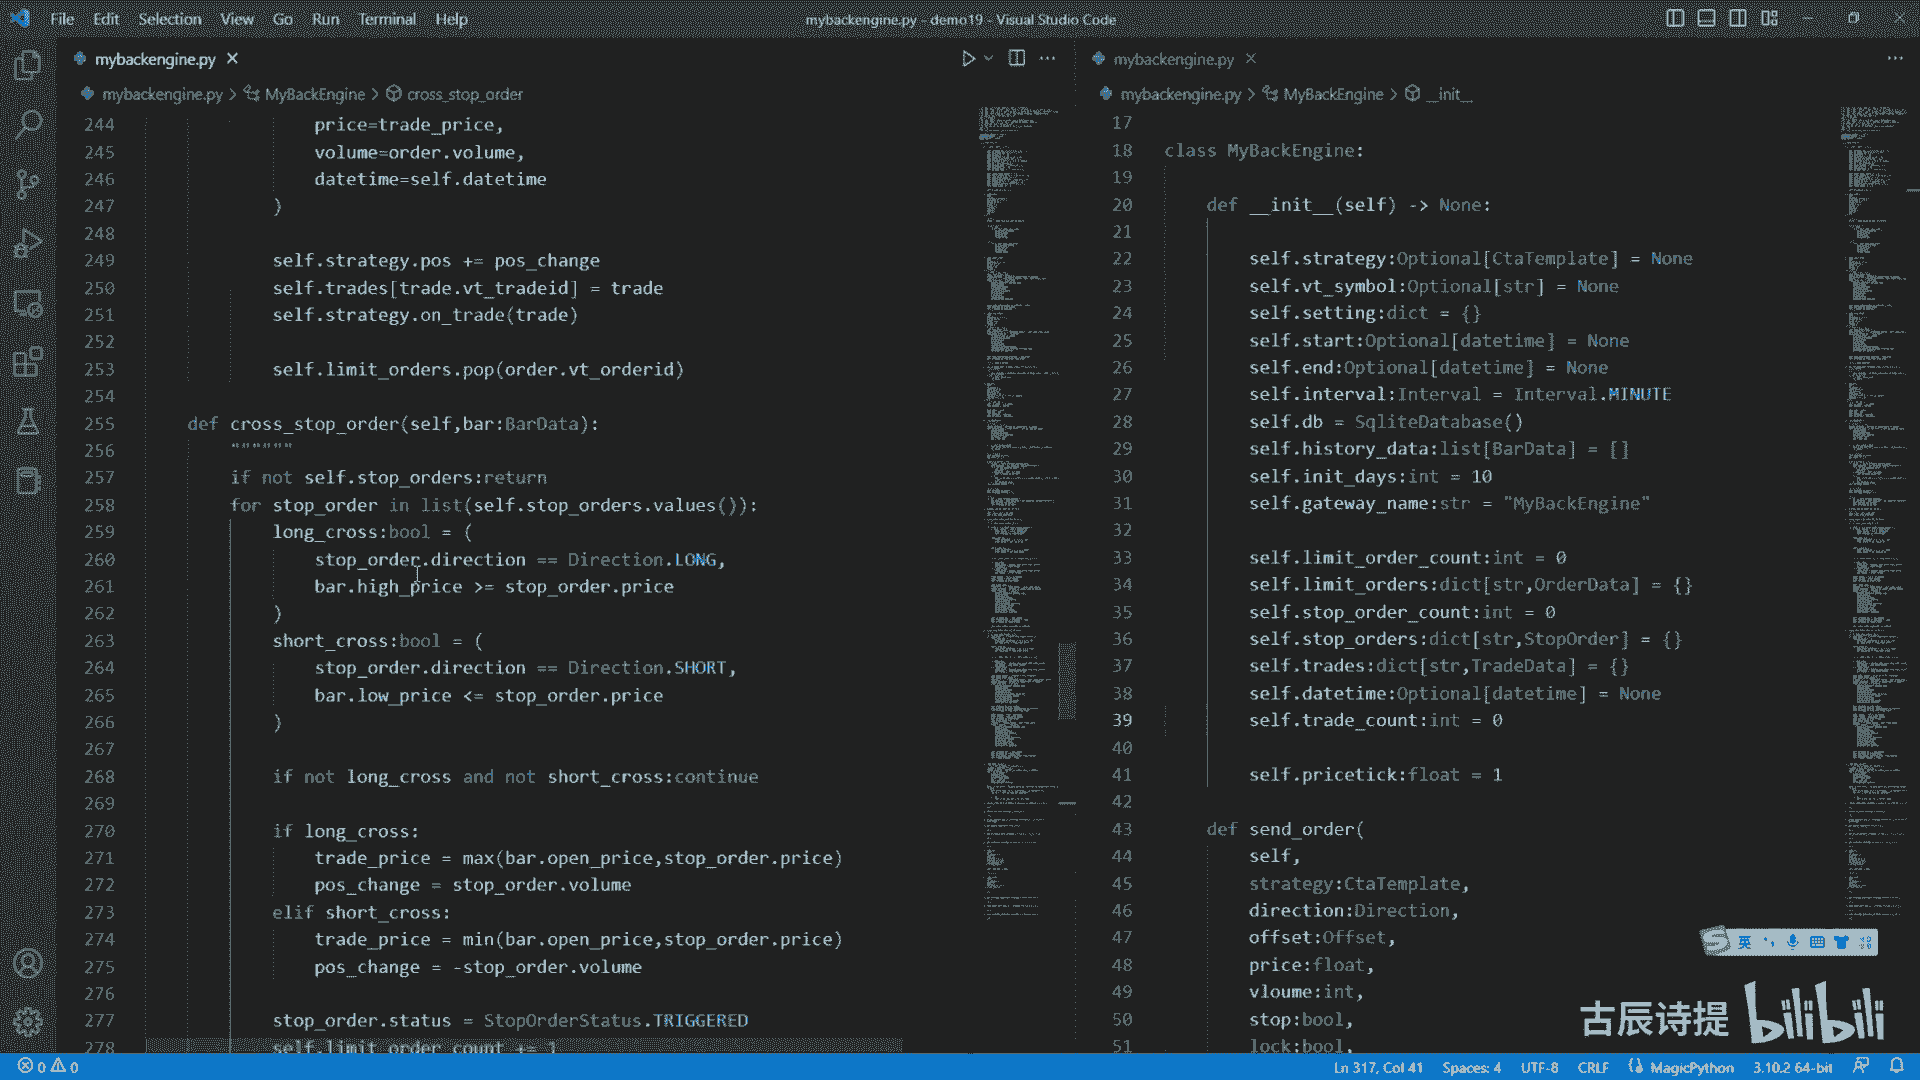 File Edit Selection View Go Run Terminal Help
mybackengine.py - demo19 - Visual Studio Code
mybackengine.py
mybackengine.py > MyBackEngine > cross_stop_order
244 price=trade_price,
245 volume=order.volume,
246 datetime=self.datetime
247 )
248
249 self.strategy.pos += pos_change
250 self.trades[trade.vt_tradeid] = trade
251 self.strategy.on_trade(trade)
252
253 self.limit_orders.pop(order.vt_orderid)
254
255 def cross_stop_order(self,bar:BarData):
256 """"""
257 if not self.stop_orders:return
258 for stop_order in list(self.stop_orders.values()):
259 long_cross:bool = (
260 stop_order.direction == Direction.LONG,
261 bar.high_price >= stop_order.price
262 )
263 short_cross:bool = (
264 stop_order.direction == Direction.SHORT,
265 bar.low_price <= stop_order.price
266 )
267
268 if not long_cross and not short_cross:continue
269
270 if long_cross:
271 trade_price = max(bar.open_price,stop_order.price)
272 pos_change = stop_order.volume
273 elif short_cross:
274 trade_price = min(bar.open_price,stop_order.price)
275 pos_change = -stop_order.volume
276
277 stop_order.status = StopOrderStatus.TRIGGERED
278 self.limit_order_count += 1
mybackengine.py
mybackengine.py > MyBackEngine > __init__
17
18 class MyBackEngine:
19
20 def __init__(self) -> None:
21
22 self.strategy:Optional[CtaTemplate] = None
23 self.vt_symbol:Optional[str] = None
24 self.setting:dict = {}
25 self.start:Optional[datetime] = None
26 self.end:Optional[datetime] = None
27 self.interval:Interval = Interval.MINUTE
28 self.db = SqliteDatabase()
29 self.history_data:list[BarData] = []
30 self.init_days:int = 10
31 self.gateway_name:str = "MyBackEngine"
32
33 self.limit_order_count:int = 0
34 self.limit_orders:dict[str,OrderData] = {}
35 self.stop_order_count:int = 0
36 self.stop_orders:dict[str,StopOrder] = {}
37 self.trades:dict[str,TradeData] = {}
38 self.datetime:Optional[datetime] = None
39 self.trade_count:int = 0
40
41 self.pricetick:float = 1
42
43 def send_order(
44 self,
45 strategy:CtaTemplate,
46 direction:Direction,
47 offset:Offset,
48 price:float,
49 vloume:int,
50 stop:bool,
51 lock:bool,
英
古辰诗提 bilibili
0 0 Ln 317, Col 41 Spaces: 4 UTF-8 CRLF MagicPython 3.10.2 64-bit